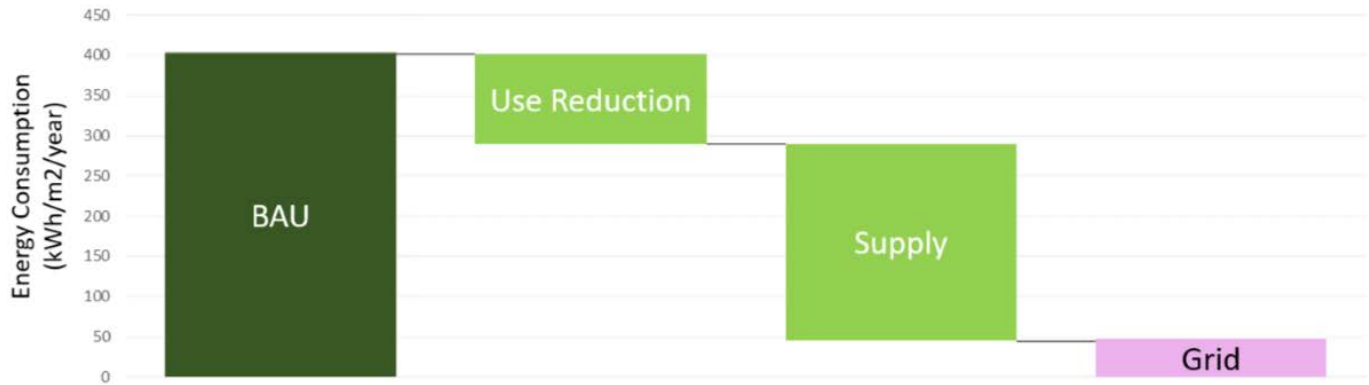 Energy Consumption
(kWh/m2/year)
450
400
350
300
250
200
150
100
50
0
BAU
Use Reduction
Supply
Grid